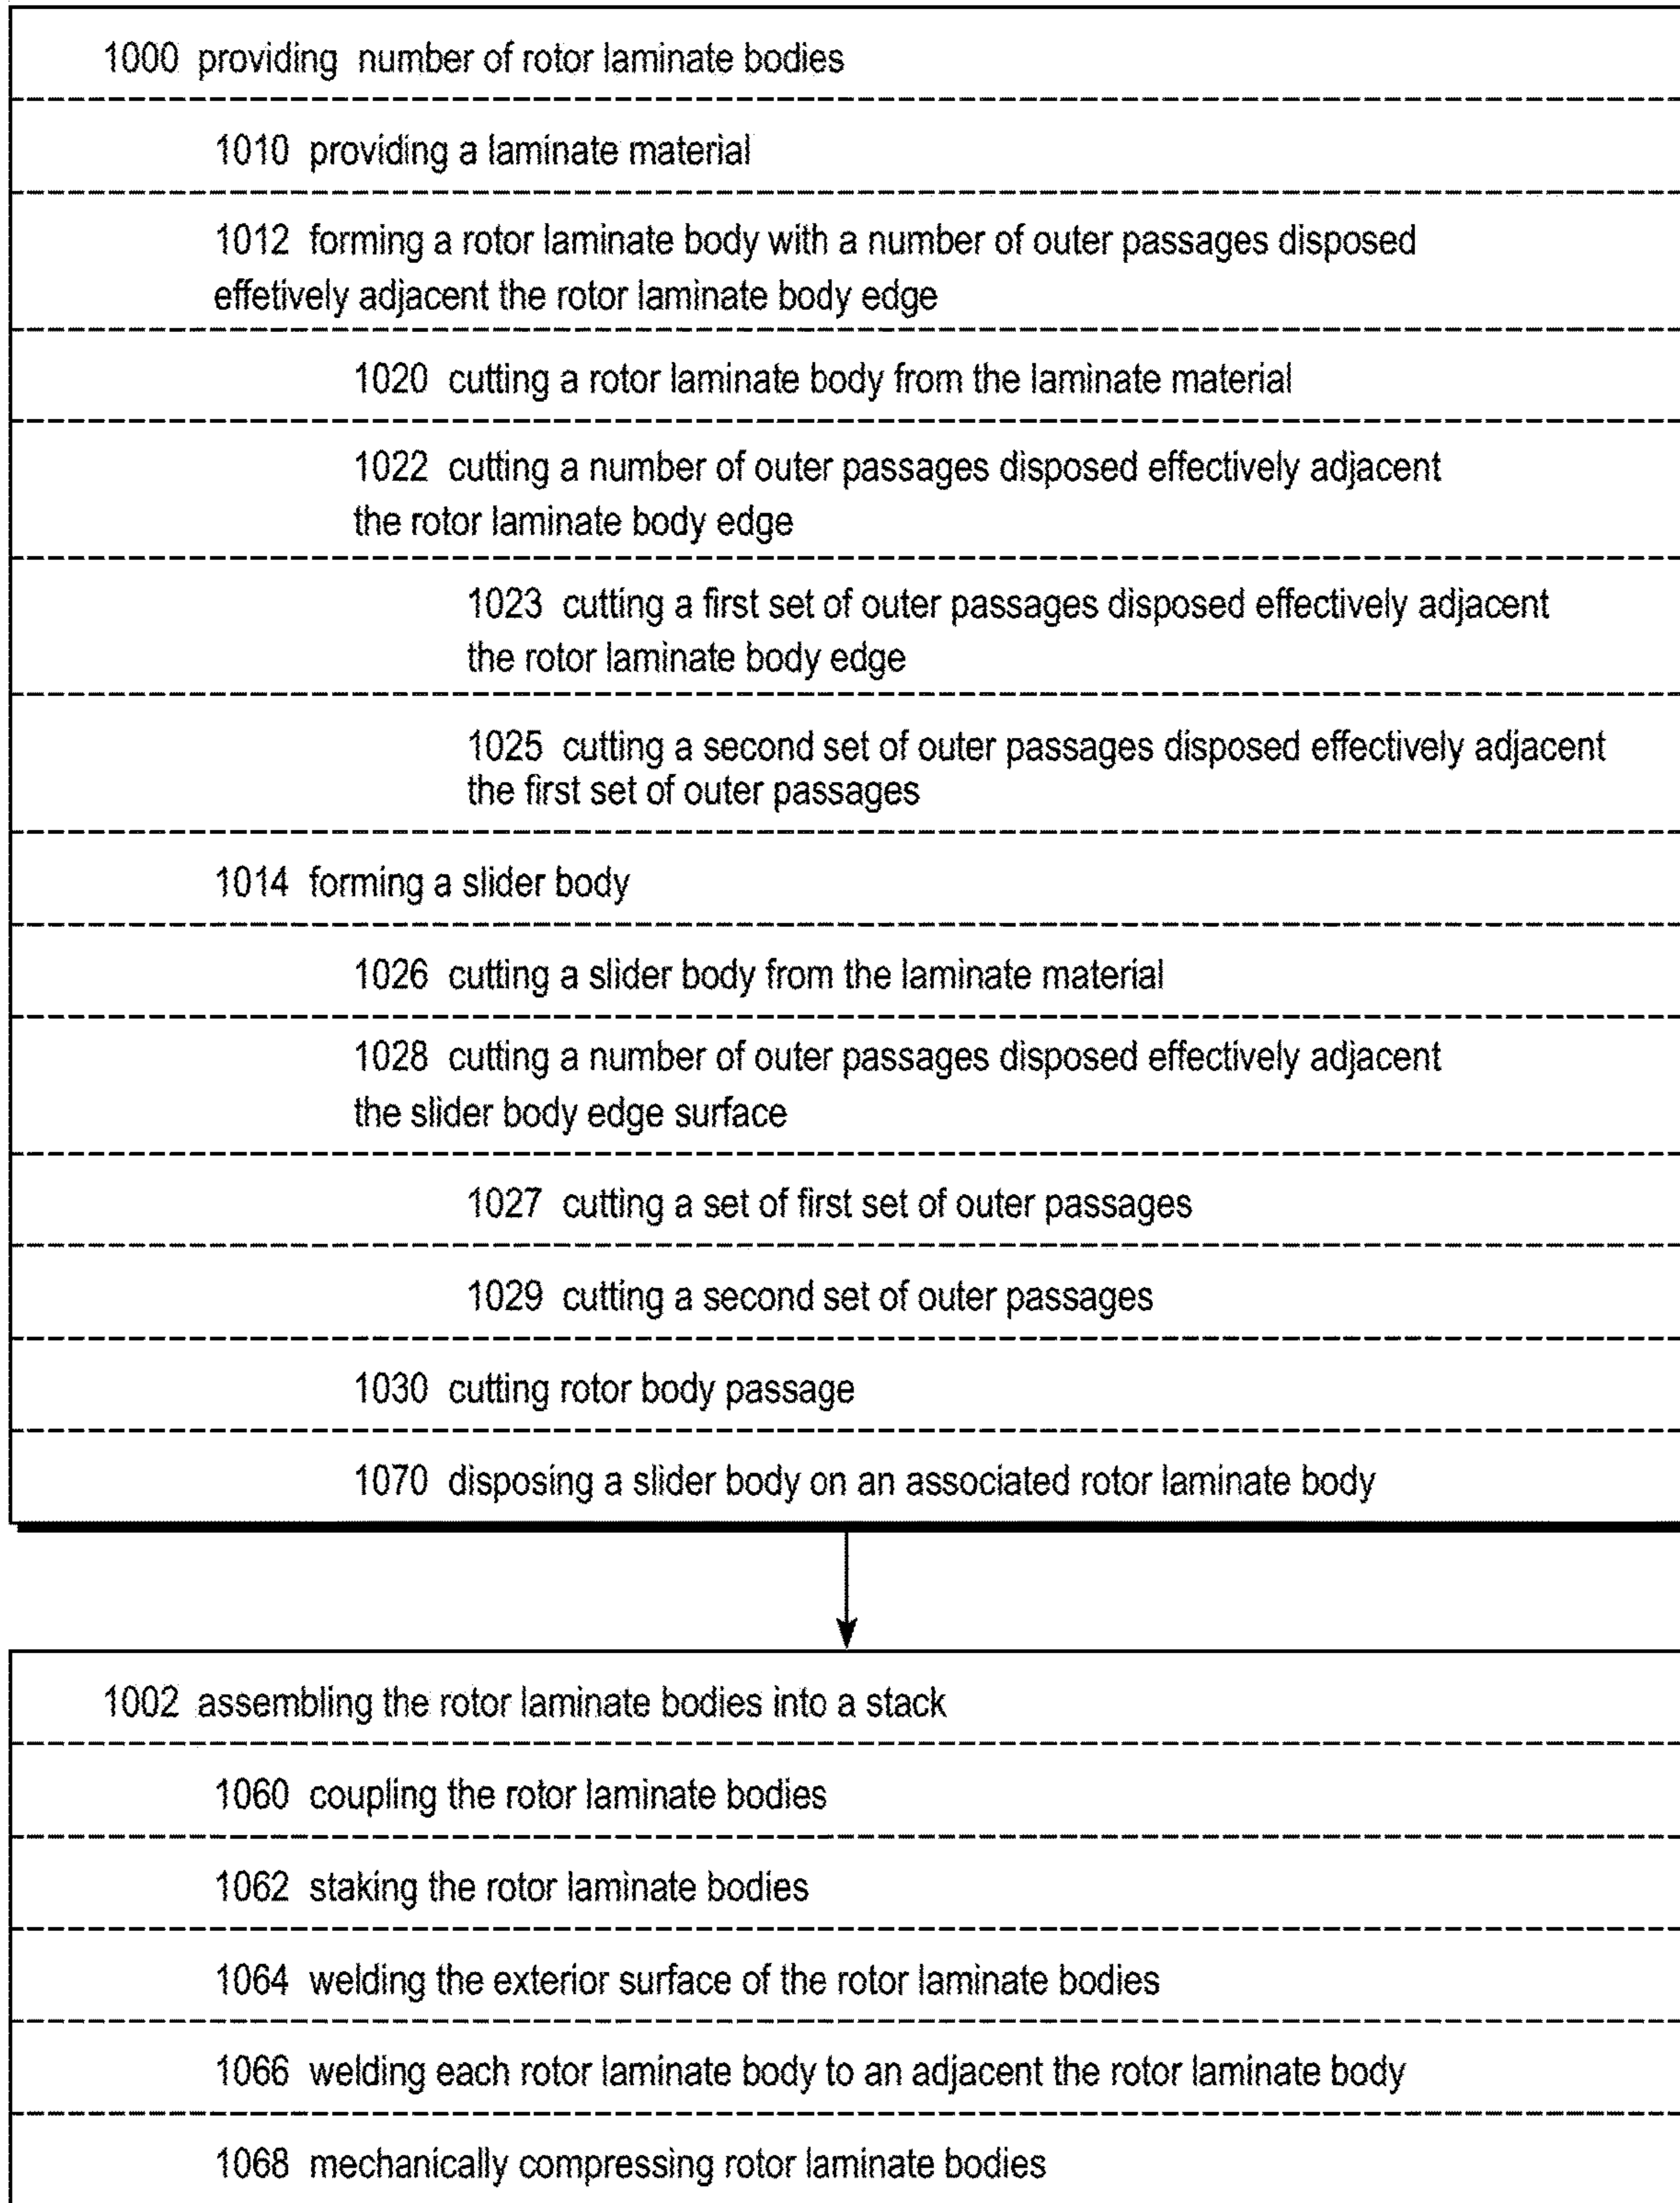 1000 providing number of rotor laminate bodies
1010 providing a laminate material
1012 forming a rotor laminate body with a number of outer passages disposed
effetively adjacent the rotor laminate body edge
1020 cutting a rotor laminate body from the laminate material
1022 cutting a number of outer passages disposed effectively adjacent
the rotor laminate body edge
1023 cutting a first set of outer passages disposed effectively adjacent
the rotor laminate body edge
1025 cutting a second set of outer passages disposed effectively adjacent
the first set of outer passages
1014 forming a slider body
1026 cutting a slider body from the laminate material
1028 cutting a number of outer passages disposed effectively adjacent
the slider body edge surface
1027 cutting a set of first set of outer passages
1029 cutting a second set of outer passages
1030 cutting rotor body passage
1070 disposing a slider body on an associated rotor laminate body
1002 assembling the rotor laminate bodies into a stack
1060 coupling the rotor laminate bodies
1062 staking the rotor laminate bodies
1064 welding the exterior surface of the rotor laminate bodies
1066 welding each rotor laminate body to an adjacent the rotor laminate body
1068 mechanically compressing rotor laminate bodies